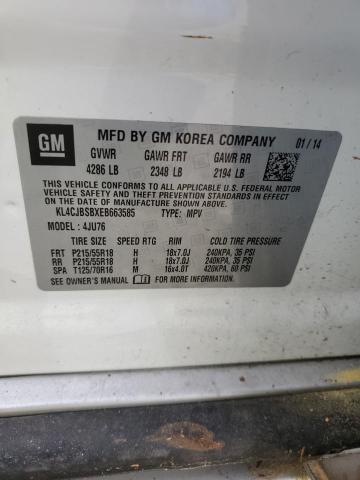 GM MFD BY GM KOREA COMPANY 01/14
GVWR GAWR FRT GAWR RR
4286 LB 2348 LB 2194 LB
THIS VEHICLE CONFORMS TO ALL APPLICABLE U.S. FEDERAL MOTOR
VEHICLE SAFETY, BUMPER, AND THEFT PREVENTION STANDARDS IN
EFFECT ON THE DATE OF MANUFACTURE SHOWN ABOVE.
KL4CJBSBXEB663585 TYPE: MPV
MODEL : 4JU76
TIRE SIZE SPEED RTG RIM COLD TIRE PRESSURE
FRT P215/55R18 H 18x7.0J 240KPA, 35 PSI
RR P215/55R18 H 18x7.0J 240KPA, 35 PSI
SPA T125/70R16 M 16x4.0T 420KPA, 60 PSI
SEE OWNER'S MANUAL FOR MORE INFORMATION